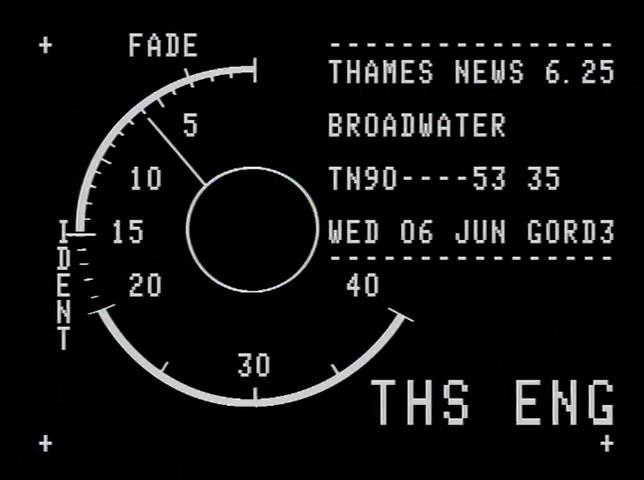 FADE
5
10
15
20
30
40
IDENT
----------------
THAMES NEWS 6.25
BROADWATER
TN90----53 35
WED 06 JUN GORD3
----------------
THS ENG